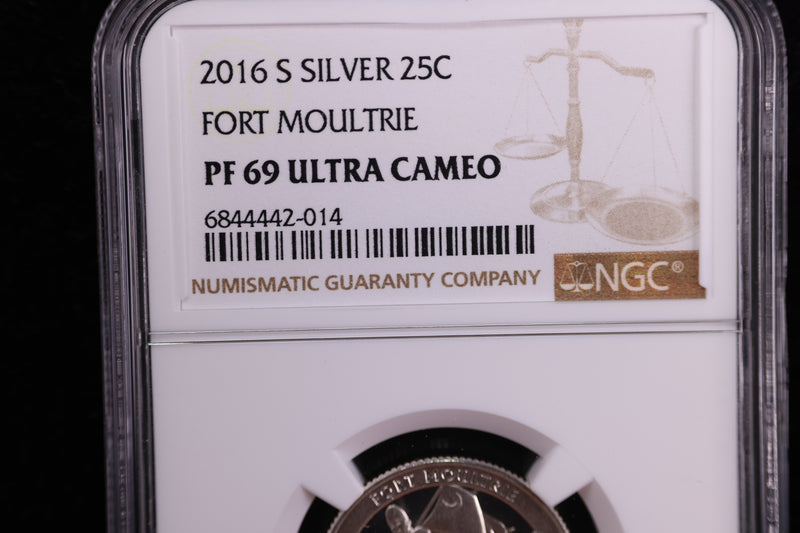 2016 S SILVER 25C
FORT MOULTRIE
PF 69 ULTRA CAMEO
6844442-014
NUMISMATIC GUARANTY COMPANY
NGC®
FORT MOULTRIE